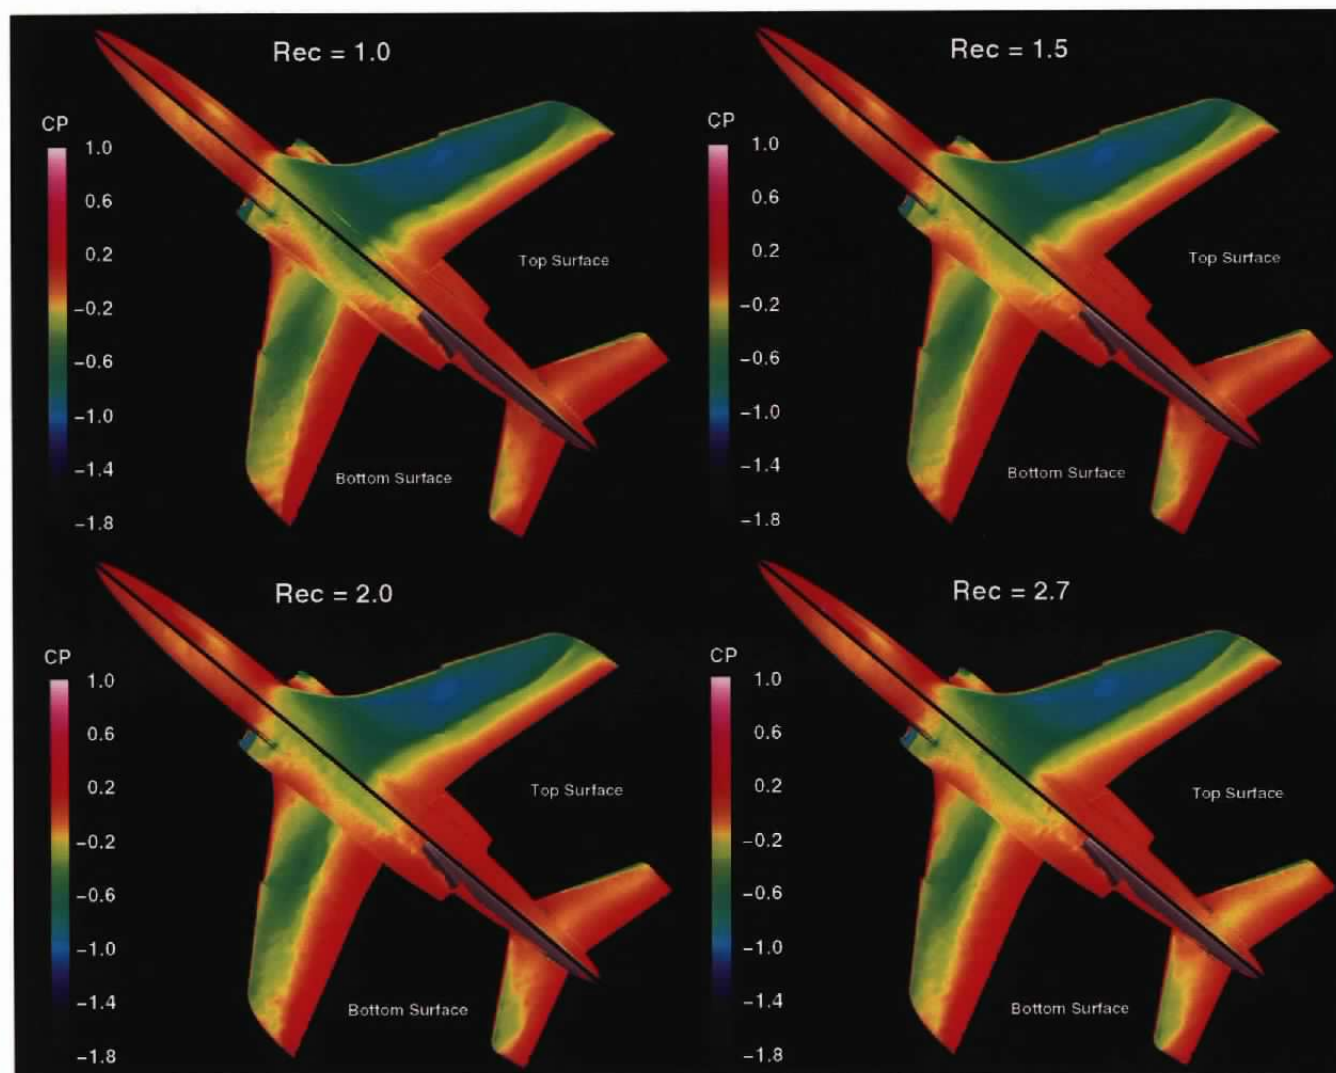 Rec = 1.0
CP
1.0
0.6
0.2
−0.2
−0.6
−1.0
−1.4
−1.8
Top Surface
Bottom Surface
Rec = 1.5
CP
1.0
0.6
0.2
−0.2
−0.6
−1.0
−1.4
−1.8
Top Surface
Bottom Surface
Rec = 2.0
CP
1.0
0.6
0.2
−0.2
−0.6
−1.0
−1.4
−1.8
Top Surface
Bottom Surface
Rec = 2.7
CP
1.0
0.6
0.2
−0.2
−0.6
−1.0
−1.4
−1.8
Top Surface
Bottom Surface